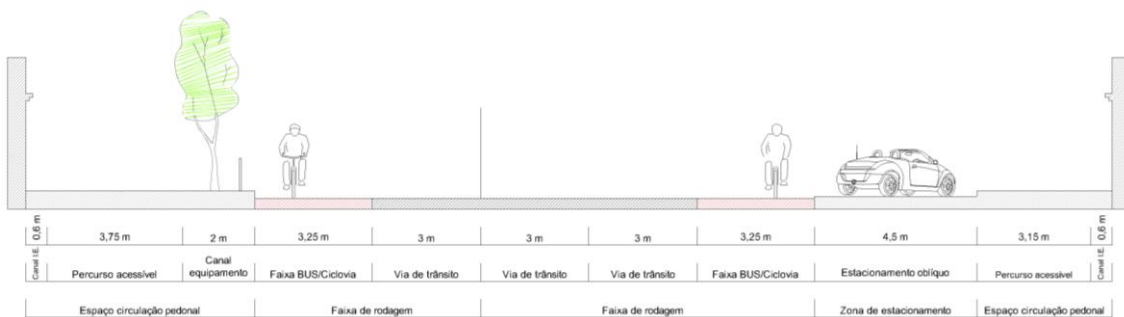 0,6 m 3,75 m 2 m 3,25 m 3 m 3 m 3 m 3,25 m 4,5 m 3,15 m 0,6 m
Canal I.E. Percurso acessível Canal equipamento Faixa BUS/Ciclovia Via de trânsito Via de trânsito Via de trânsito Faixa BUS/Ciclovia Estacionamento oblíquo Percurso acessível Canal I.E.
Espaço circulação pedonal Faixa de rodagem Faixa de rodagem Zona de estacionamento Espaço circulação pedonal